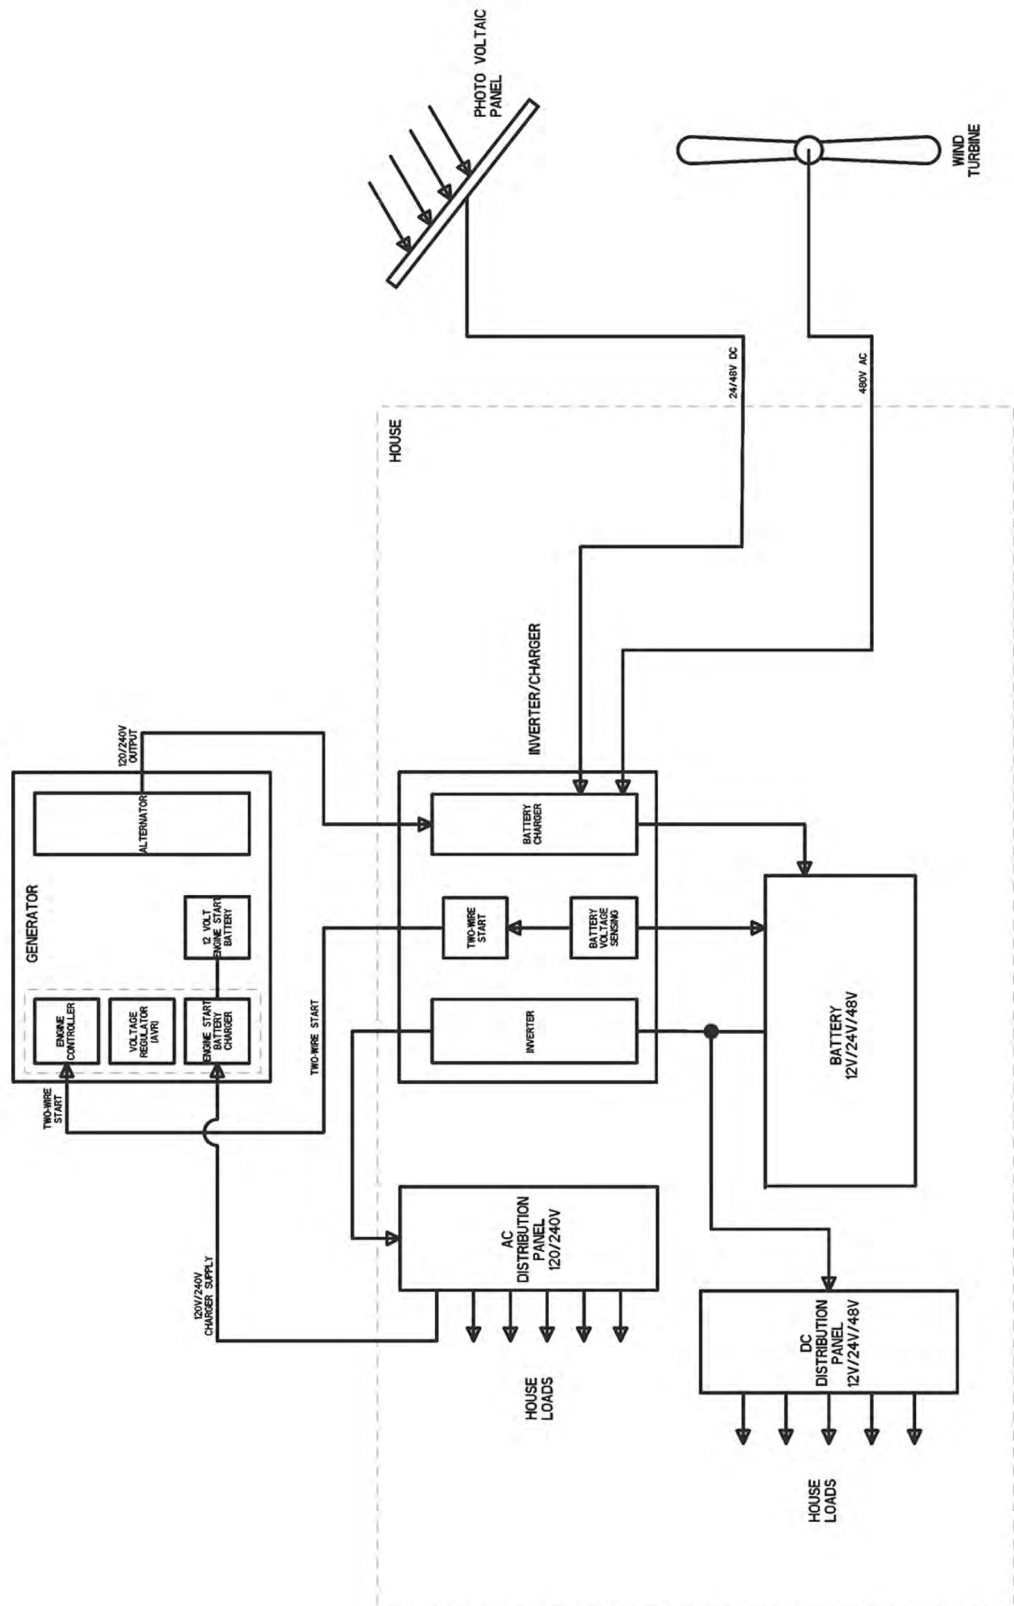 GENERATOR
TWO-WIRE
START
ENGINE
CONTROLLER
VOLTAGE
REGULATOR
(AVR)
ENGINE START
BATTERY
CHARGER
12 VOLT
ENGINE START
BATTERY
ALTERNATOR
120/240V
OUTPUT
120V/240V
CHARGER SUPPLY
TWO-WIRE START
PHOTO VOLTAIC
PANEL
HOUSE
AC
DISTRIBUTION
PANEL
120/240V
INVERTER
TWO-WIRE
START
BATTERY
VOLTAGE
SENSING
BATTERY
CHARGER
INVERTER/CHARGER
HOUSE
LOADS
24/48V DC
480V AC
WIND
TURBINE
DC
DISTRIBUTION
PANEL
12V/24V/48V
BATTERY
12V/24V/48V
HOUSE
LOADS